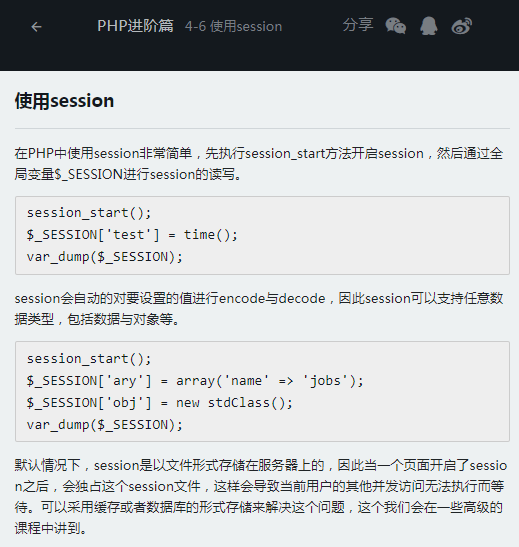 PHP进阶篇 4-6 使用session 分享
使用session
在PHP中使用session非常简单，先执行session_start方法开启session，然后通过全
局变量$_SESSION进行session的读写。
session_start();
$_SESSION['test'] = time();
var_dump($_SESSION);
session会自动的对要设置的值进行encode与decode，因此session可以支持任意数
据类型，包括数据与对象等。
session_start();
$_SESSION['ary'] = array('name' => 'jobs');
$_SESSION['obj'] = new stdClass();
var_dump($_SESSION);
默认情况下，session是以文件形式存储在服务器上的，因此当一个页面开启了sessio
n之后，会独占这个session文件，这样会导致当前用户的其他并发访问无法执行而等
待。可以采用缓存或者数据库的形式存储来解决这个问题，这个我们会在一些高级的
课程中讲到。